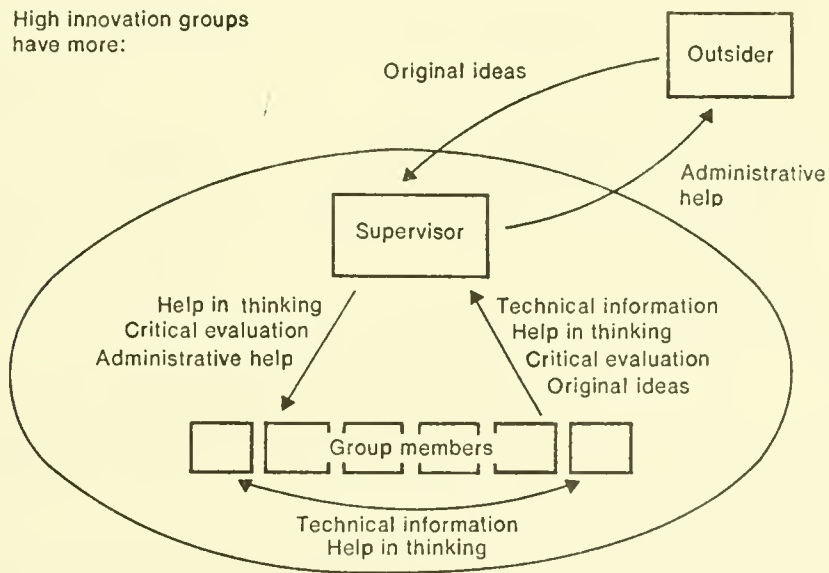 High innovation groups
have more:
Original ideas
Outsider
Administrative
help
Supervisor
Help in thinking
Critical evaluation
Administrative help
Technical information
Help in thinking
Critical evaluation
Original ideas
Group members
Technical information
Help in thinking